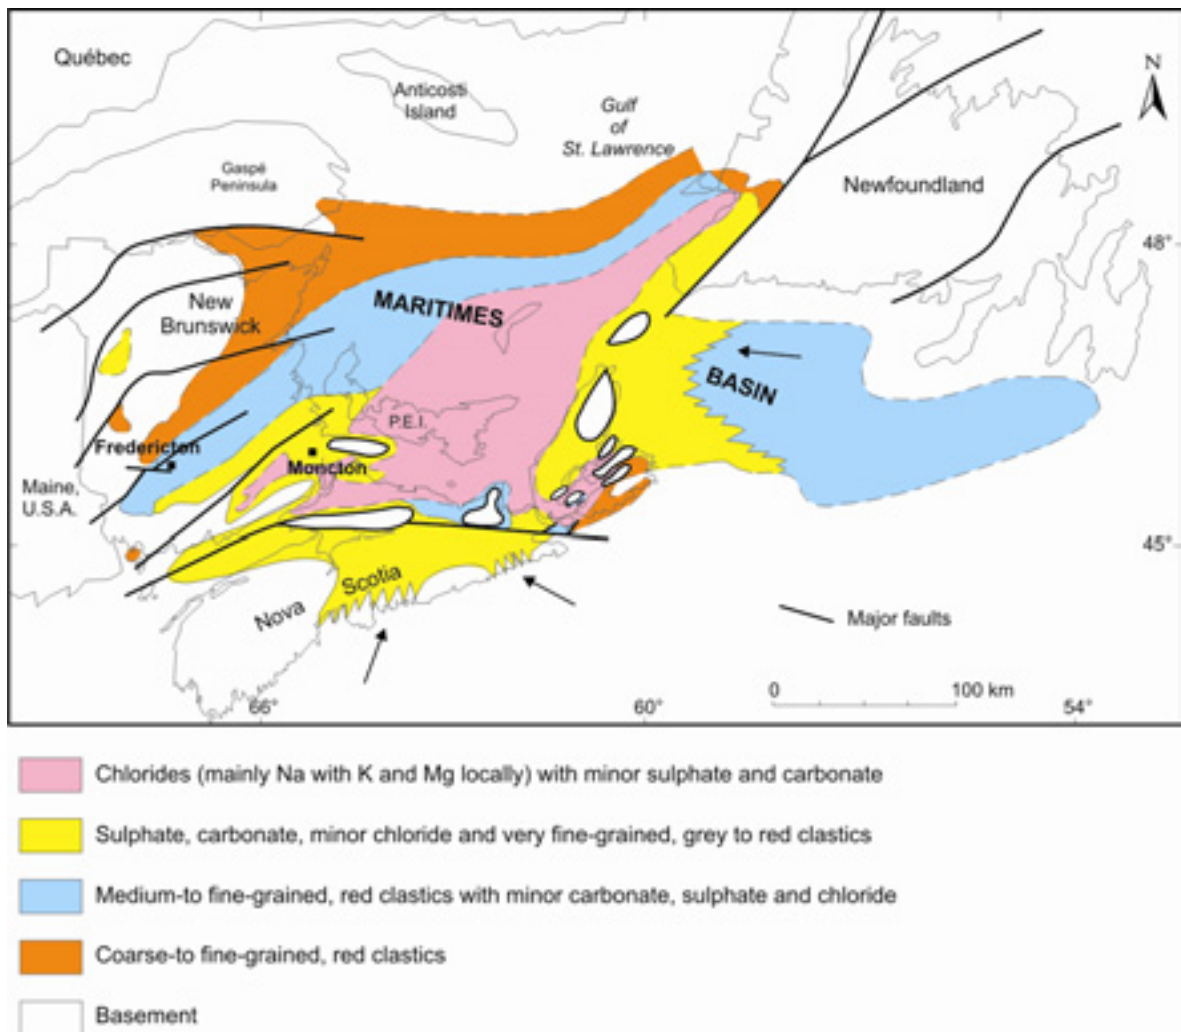 Québec
Anticosti
Island
Gulf
of
St. Lawrence
N
Gaspé
Peninsula
Newfoundland
48°
New
Brunswick
MARITIMES
BASIN
P.E.I.
Fredericton
Moncton
Maine,
U.S.A.
45°
Scotia
Nova
Major faults
0 100 km
66° 60° 54°
Chlorides (mainly Na with K and Mg locally) with minor sulphate and carbonate
Sulphate, carbonate, minor chloride and very fine-grained, grey to red clastics
Medium-to fine-grained, red clastics with minor carbonate, sulphate and chloride
Coarse-to fine-grained, red clastics
Basement